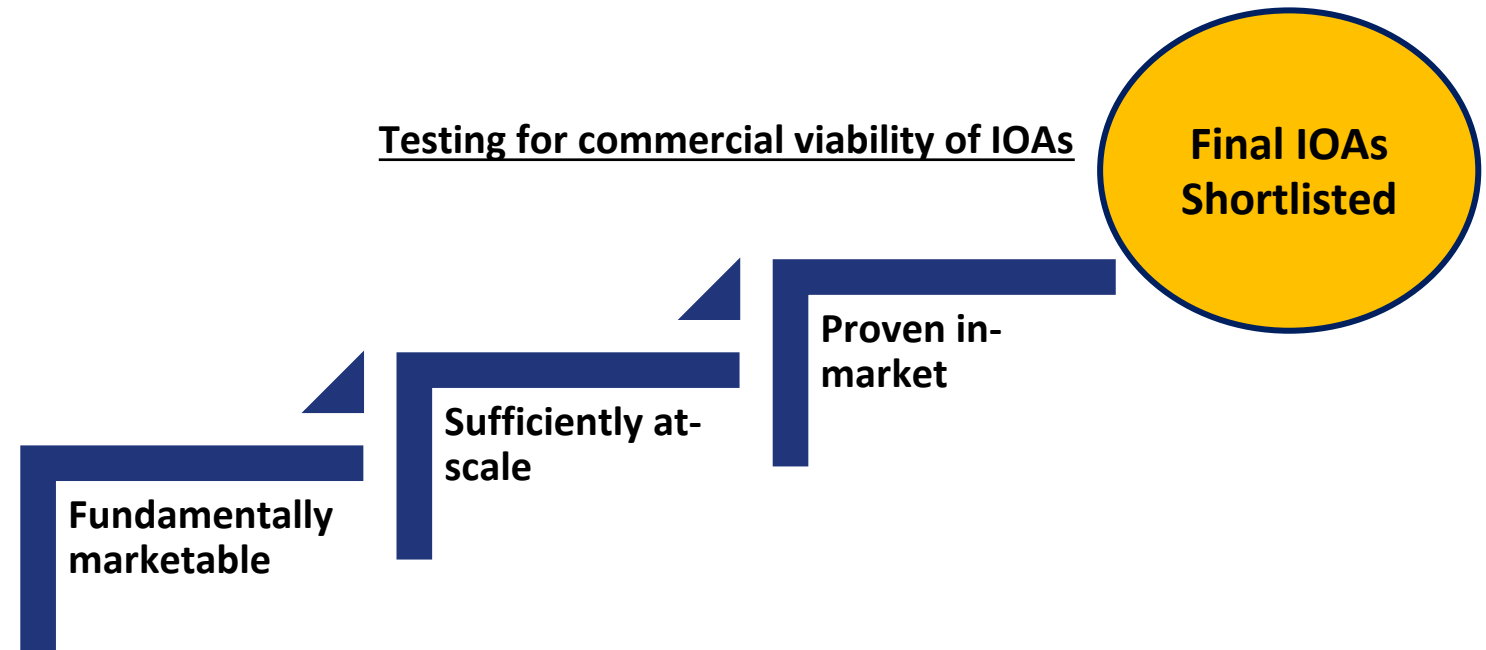 Testing for commercial viability of IOAs
Final IOAs
Shortlisted
Proven in-
market
Sufficiently at-
scale
Fundamentally
marketable